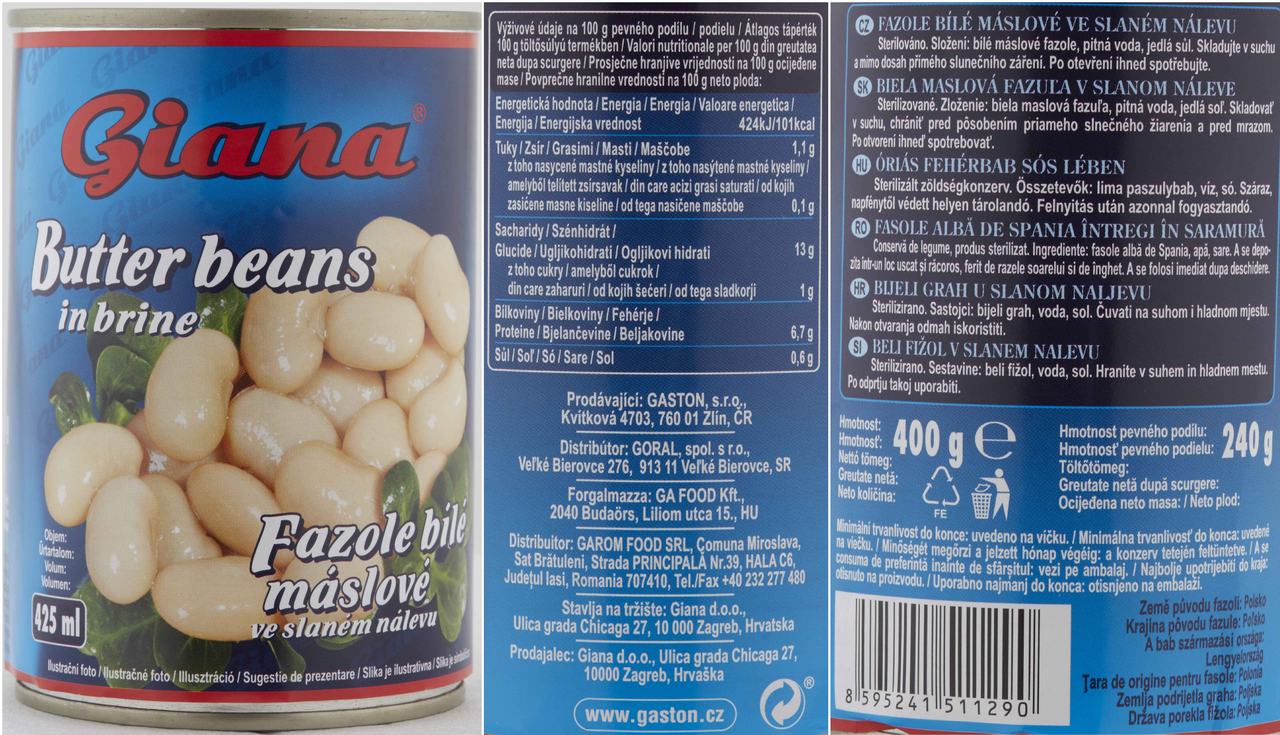 Giana®
Butter beans
in brine
Fazole bílé
máslové
ve slaném nálevu
Objem:
Űrtartalom:
Volum:
Volumen:
425 ml
Ilustrační foto / Ilustračné foto / Illusztráció / Sugestie de prezentare / Slika je ilustrativna / Slika je
Výživové údaje na 100 g pevného podílu / podielu / Átlagos tápérték
100 g töltősúlyú termékben / Valori nutritionale per 100 g din greutatea
neta dupa scurgere / Prosječne hranjive vrijednosti na 100 g ocijeđene
mase / Povprečne hranilne vrednosti na 100 g neto ploda:
Energetická hodnota / Energia / Energia / Valoare energetica /
Energija / Energijska vrednost 424kJ/101kcal
Tuky / Zsír / Grasimi / Masti / Maščobe 1,1 g
z toho nasycené mastné kyseliny / z toho nasýtené mastné kyseliny /
amelyből telített zsírsavak / din care acizi grasi saturati / od kojih
zasićene masne kiseline / od tega nasičene maščobe 0,1 g
Sacharidy / Szénhidrát /
Glucide / Ugljikohidrati / Ogljikovi hidrati 13 g
z toho cukry / amelyből cukrok /
din care zaharuri / od kojih šećeri / od tega sladkorji 1 g
Bílkoviny / Bielkoviny / Fehérje /
Proteine / Bjelančevine / Beljakovine 6,7 g
Sůl / Soľ / Só / Sare / Sol 0,6 g
Prodávající: GASTON, s.r.o.,
Kvítková 4703, 760 01 Zlín, ČR
Distribútor: GORAL, spol. s r.o.,
Veľké Bierovce 276, 913 11 Veľké Bierovce, SR
Forgalmazza: GA FOOD Kft.,
2040 Budaörs, Liliom utca 15., HU
Distribuitor: GAROM FOOD SRL, Comuna Miroslava,
Sat Brătuleni, Strada PRINCIPALĂ Nr.39, HALA C6,
Județul Iasi, Romania 707410, Tel./Fax +40 232 277 480
Stavlja na tržište: Giana d.o.o.,
Ulica grada Chicaga 27, 10 000 Zagreb, Hrvatska
Prodajalec: Giana d.o.o., Ulica grada Chicaga 27,
10000 Zagreb, Hrvaška
www.gaston.cz
®
CZ FAZOLE BÍLÉ MÁSLOVÉ VE SLANÉM NÁLEVU
Sterilováno. Složení: bílé máslové fazole, pitná voda, jedlá sůl. Skladujte v suchu
a mimo dosah přímého slunečního záření. Po otevření ihned spotřebujte.
SK BIELA MASLOVÁ FAZUĽA V SLANOM NÁLEVE
Sterilizované. Zloženie: biela maslová fazuľa, pitná voda, jedlá soľ. Skladovať
v suchu, chrániť pred pôsobením priameho slnečného žiarenia a pred mrazom.
Po otvorení ihneď spotrebovať.
HU ÓRIÁS FEHÉRBAB SÓS LÉBEN
Sterilizált zöldségkonzerv. Összetevők: lima paszulybab, víz, só. Száraz,
napfénytől védett helyen tárolandó. Felnyitás után azonnal fogyasztandó.
RO FASOLE ALBĂ DE SPANIA ÎNTREGI ÎN SARAMURĂ
Conservă de legume, produs sterilizat. Ingrediente: fasole albă de Spania, apă, sare. A se depo-
zita intr-un loc uscat și răcoros, ferit de razele soarelui si de inghet. A se folosi imediat dupa deschidere.
HR BIJELI GRAH U SLANOM NALJEVU
Sterilizirano. Sastojci: bijeli grah, voda, sol. Čuvati na suhom i hladnom mjestu.
Nakon otvaranja odmah iskoristiti.
SI BELI FIŽOL V SLANEM NALEVU
Sterilizirano. Sestavine: beli fižol, voda, sol. Hranite v suhem in hladnem mestu.
Po odprtju takoj uporabiti.
Hmotnost:
Hmotnosť:
Nettó tömeg:
Greutate netă:
Neto količina:
400 g e
FE
Hmotnost pevného podílu:
Hmotnosť pevného podielu:
Töltőtömeg:
Greutate netă după scurgere:
Ocijeđena neto masa: / Neto plod:
240 g
Minimální trvanlivost do konce: uvedeno na víčku. / Minimálna trvanlivosť do konca: uvedené
na viečku. / Minőségét megőrzi a jelzett hónap végéig: a konzerv tetején feltüntetve. / A se
consuma de preferință inainte de sfârșitul: vezi pe ambalaj. / Najbolje upotrijebiti do kraja:
otisnuto na proizvodu. / Uporabno najmanj do konca: otisnjeno na embalaži.
Země původu fazolí: Polsko
Krajina pôvodu fazule: Poľsko
A bab származási országa:
Lengyelország
Țara de origine pentru fasole: Polonia
Zemlja podrijetla graha: Poljska
Država porekla fižola: Poljska
8 595241 511290